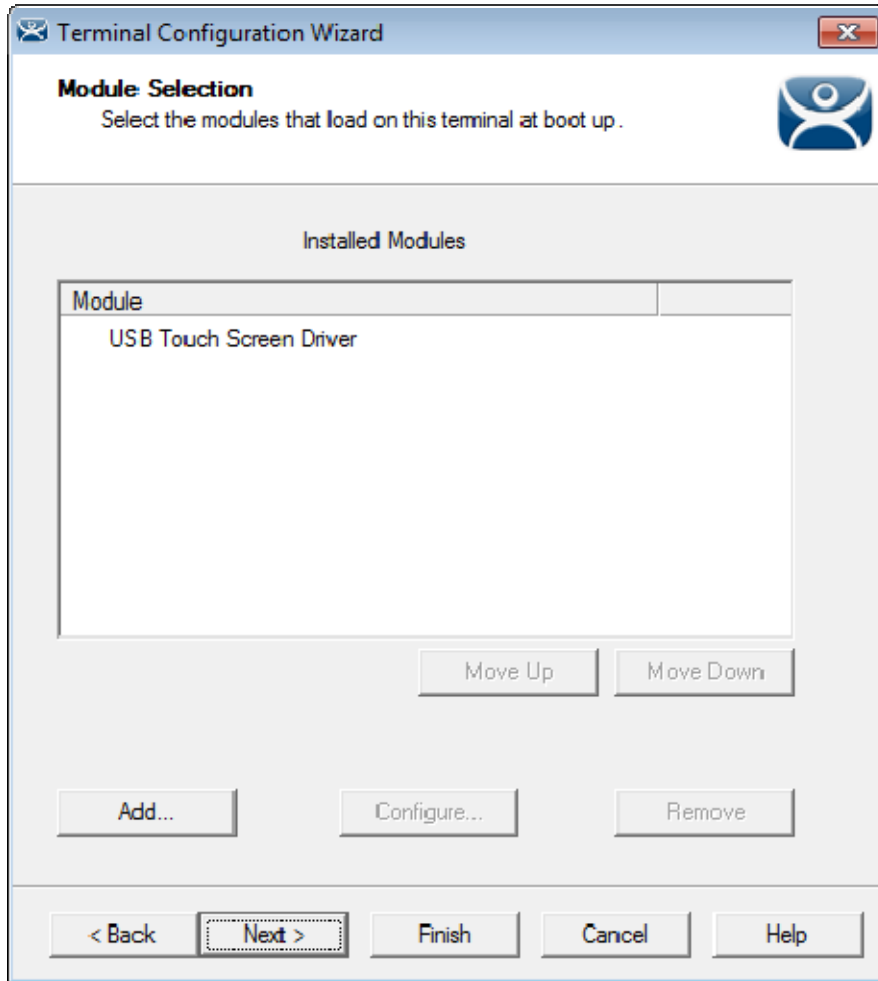 Terminal Configuration Wizard
Module Selection
Select the modules that load on this terminal at boot up.
Installed Modules
Module
USB Touch Screen Driver
Move Up
Move Down
Add...
Configure...
Remove
< Back
Next >
Finish
Cancel
Help